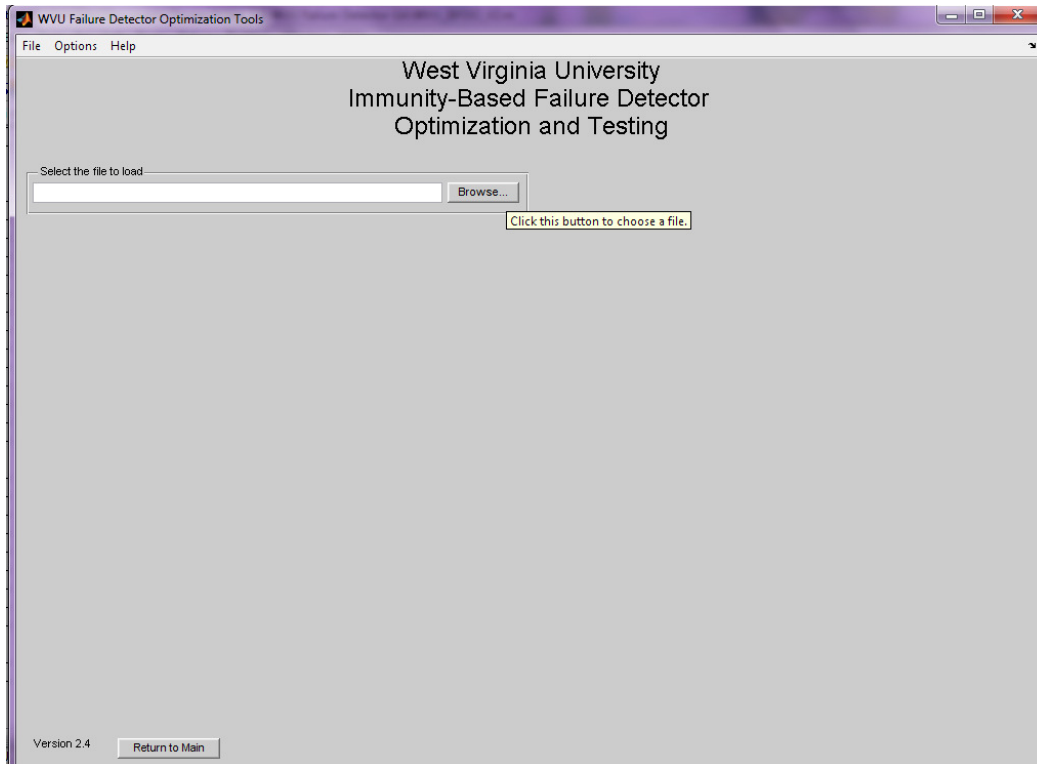 WVU Failure Detector Optimization Tools
File Options Help
West Virginia University
Immunity-Based Failure Detector
Optimization and Testing
Select the file to load
Browse...
Click this button to choose a file.
Version 2.4
Return to Main